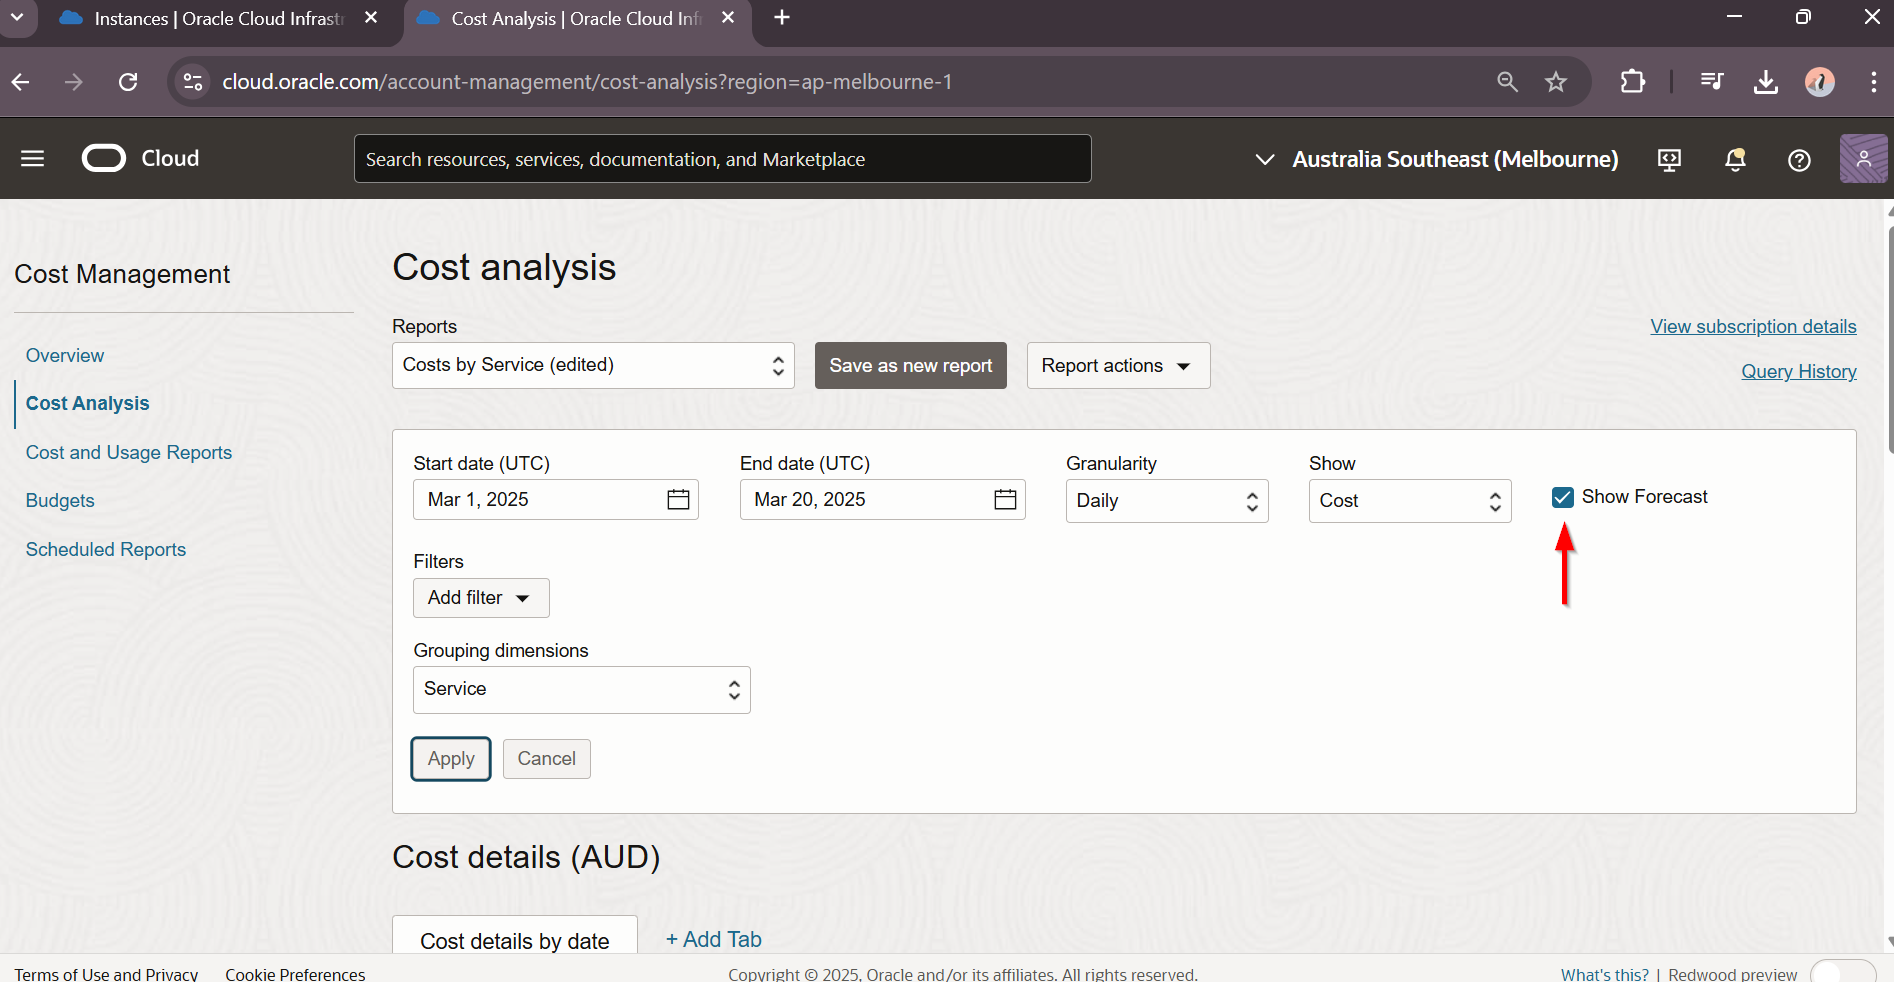 Instances | Oracle Cloud Infrast
Cost Analysis | Oracle Cloud Inf
cloud.oracle.com/account-management/cost-analysis?region=ap-melbourne-1
Cloud
Search resources, services, documentation, and Marketplace
Australia Southeast (Melbourne)
Cost Management
Overview
Cost Analysis
Cost and Usage Reports
Budgets
Scheduled Reports
Cost analysis
Reports
Costs by Service (edited)
Save as new report
Report actions
View subscription details
Query History
Start date (UTC)
Mar 1, 2025
End date (UTC)
Mar 20, 2025
Granularity
Daily
Show
Cost
Show Forecast
Filters
Add filter
Grouping dimensions
Service
Apply
Cancel
Cost details (AUD)
Cost details by date
+ Add Tab
Terms of Use and Privacy
Cookie Preferences
Copyright © 2025, Oracle and/or its affiliates. All rights reserved.
What's this? | Redwood preview